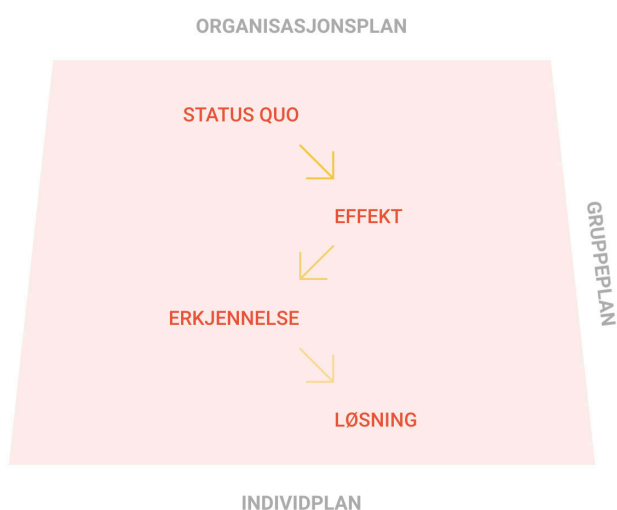 ORGANISASJONSPLAN
STATUS QUO
EFFEKT
GRUPPEPLAN
ERKJENNELSE
LØSNING
INDIVIDPLAN